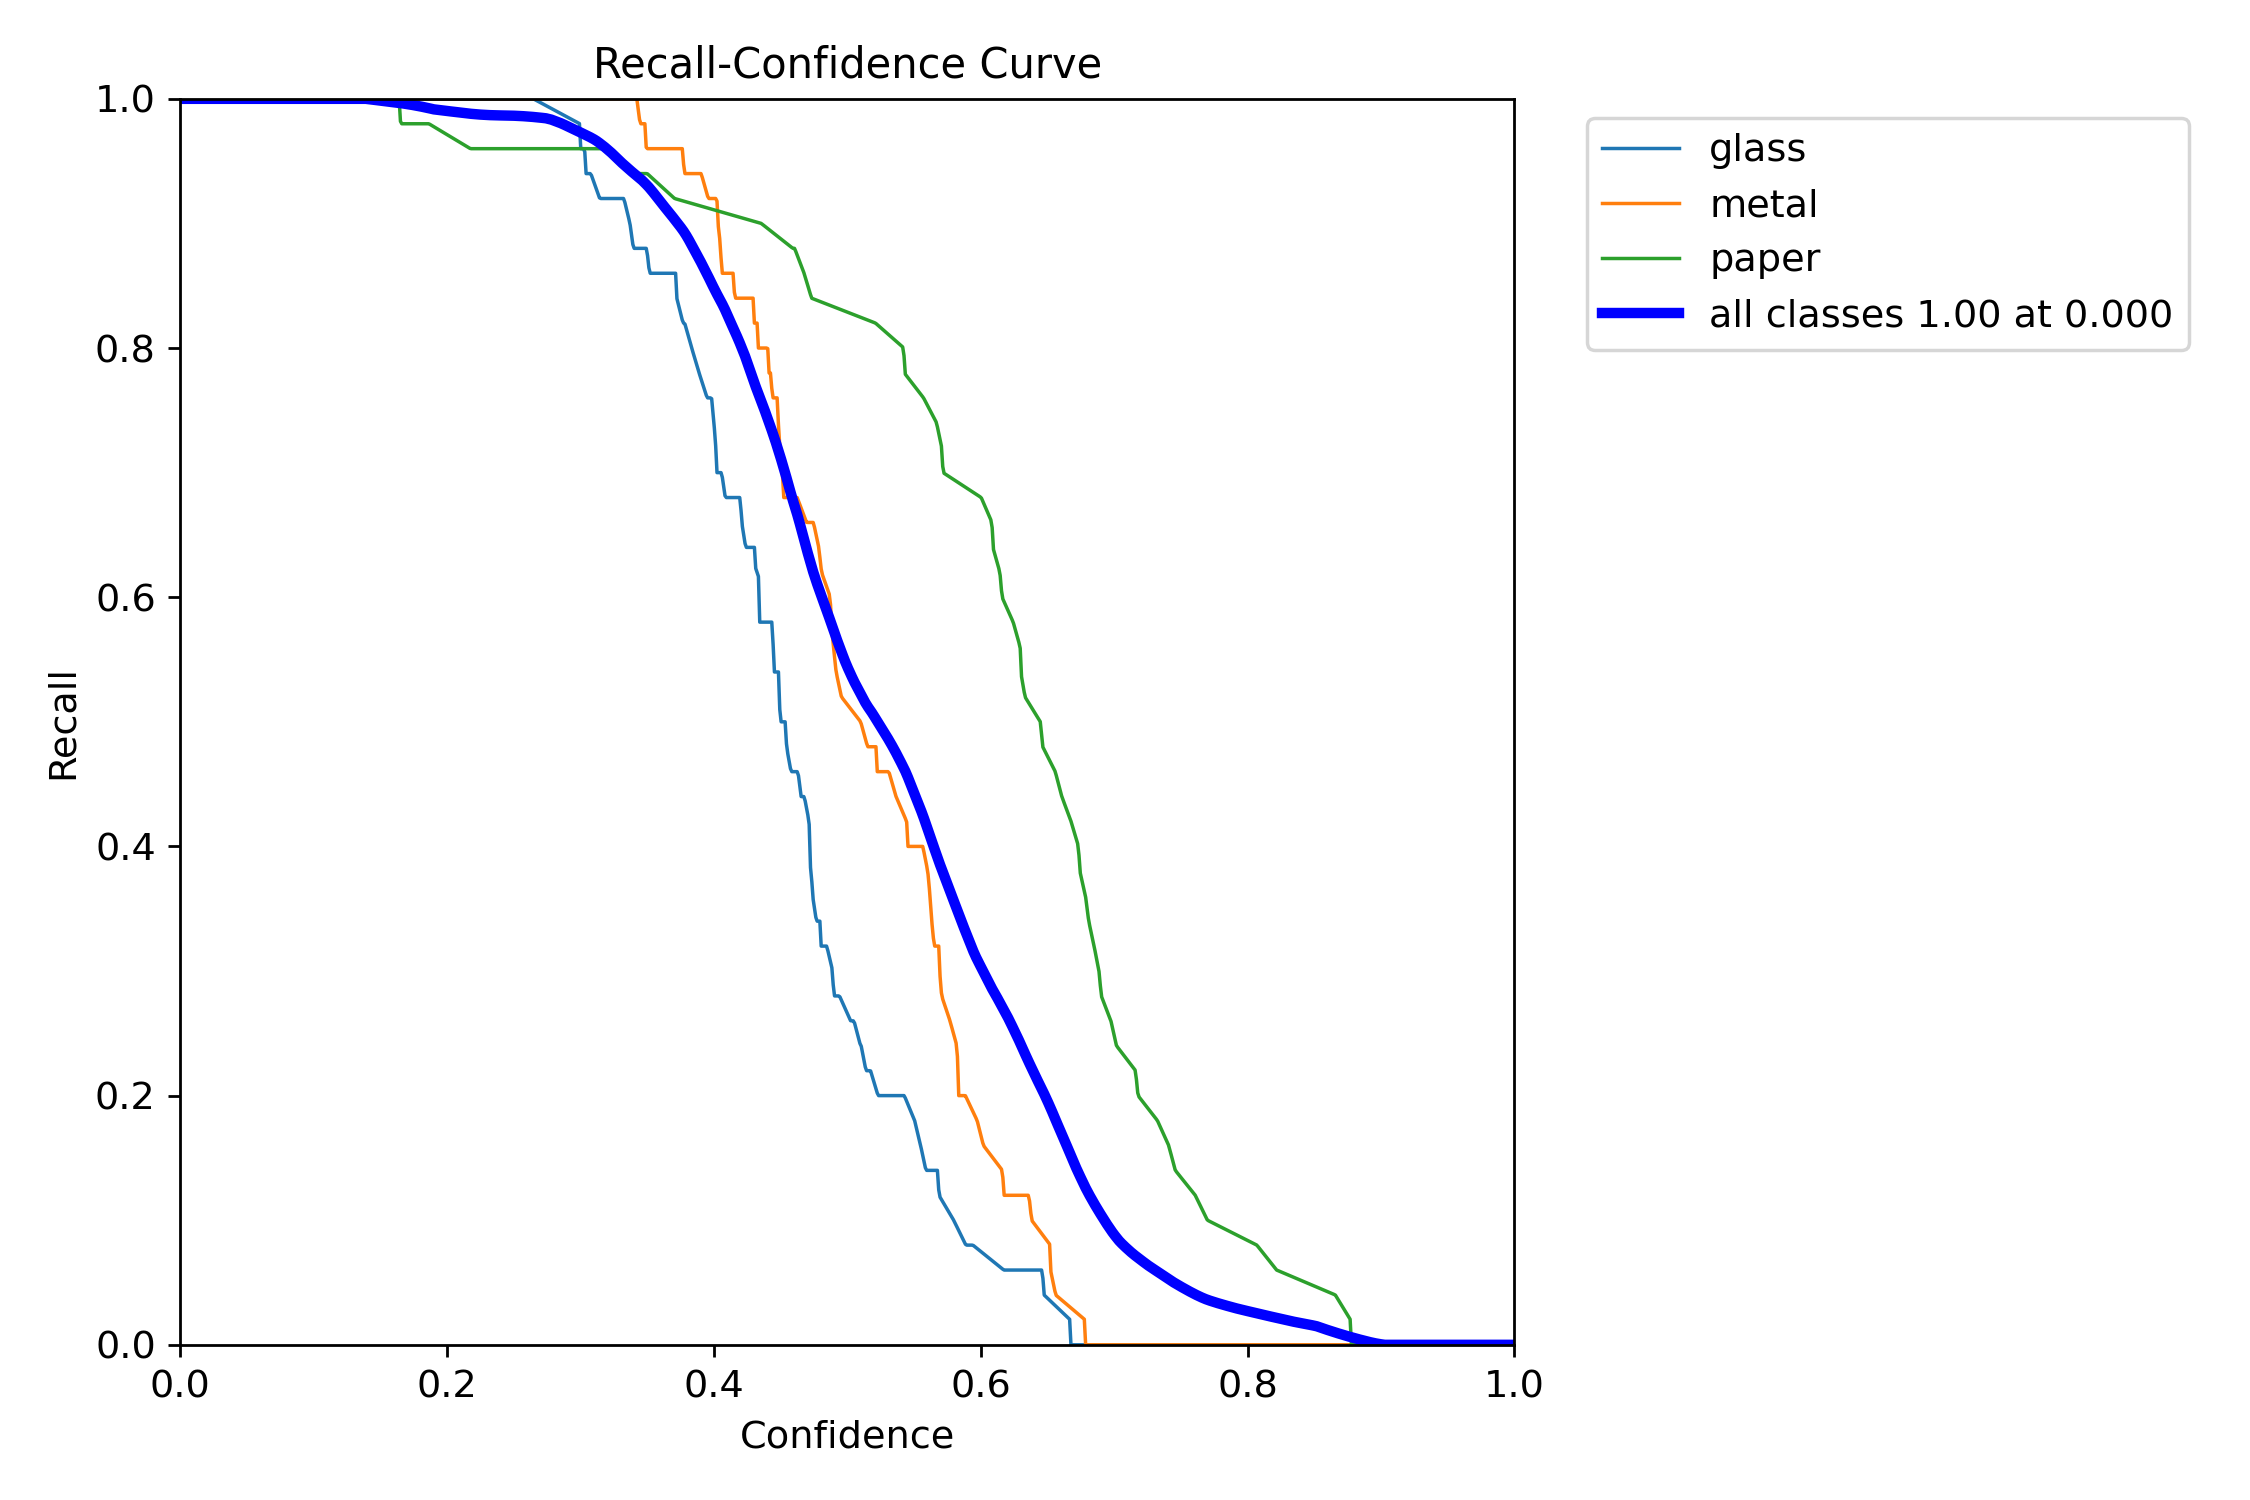 Recall-Confidence Curve
1.0
0.8
0.6
0.4
0.2
0.0
Recall
0.0 0.2 0.4 0.6 0.8 1.0
Confidence
glass
metal
paper
all classes 1.00 at 0.000